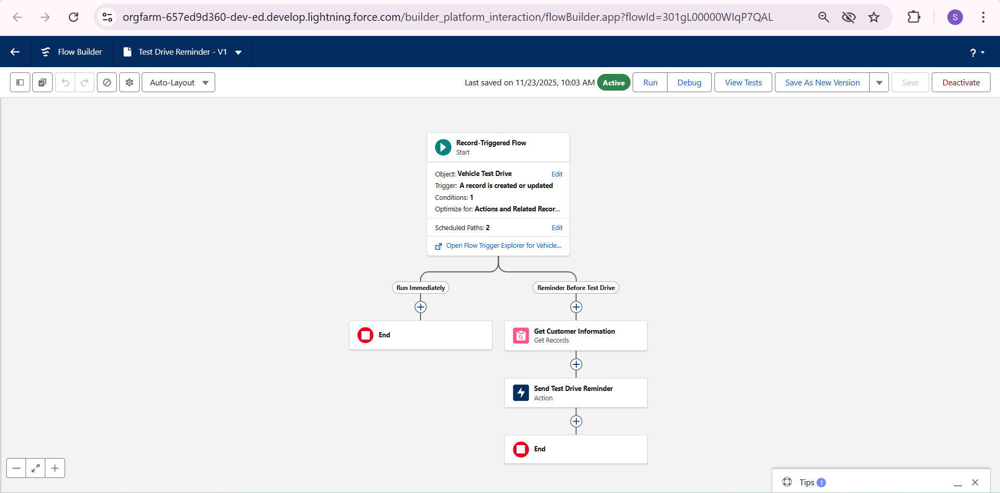 orgfarm-657ed9d360-dev-ed.develop.lightning.force.com/builder_platform_interaction/flowBuilder.app?flowId=301gL00000WIqP7QAL
S
Flow Builder
Test Drive Reminder - V1
?
Auto-Layout
Last saved on 11/23/2025, 10:03 AM
Active
Run
Debug
View Tests
Save As New Version
Save
Deactivate
Record-Triggered Flow
Start
Object: Vehicle Test Drive
Edit
Trigger: A record is created or updated
Conditions: 1
Optimize for: Actions and Related Recor...
Scheduled Paths: 2
Edit
Open Flow Trigger Explorer for Vehicle...
Run Immediately
Reminder Before Test Drive
End
Get Customer Information
Get Records
Send Test Drive Reminder
Action
End
Tips 1